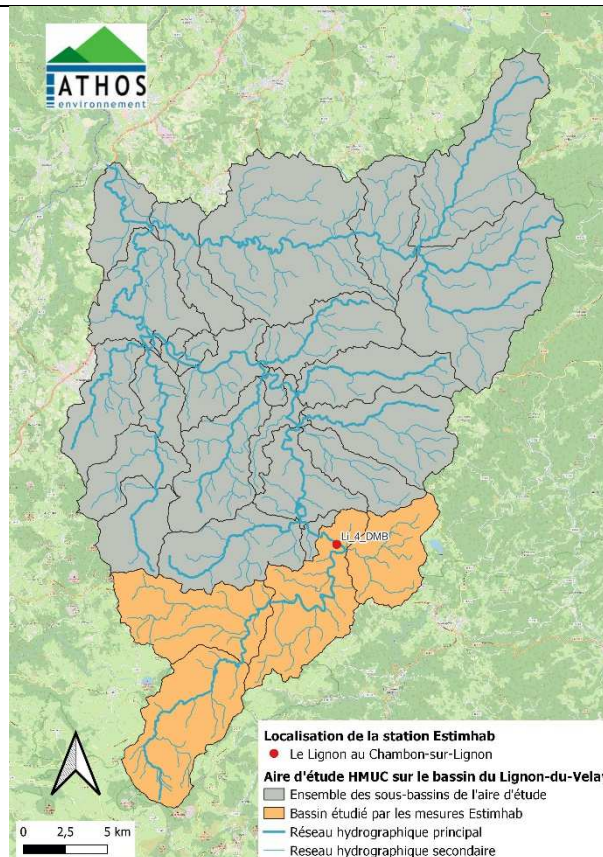 ATHOS
environnement
Li_4_DMB
Localisation de la station Estimhab
Le Lignon au Chambon-sur-Lignon
Aire d'étude HMUC sur le bassin du Lignon-du-Vela
Ensemble des sous-bassins de l'aire d'étude
Bassin étudié par les mesures Estimhab
Réseau hydrographique principal
Reseau hydrographique secondaire
0 2,5 5 km